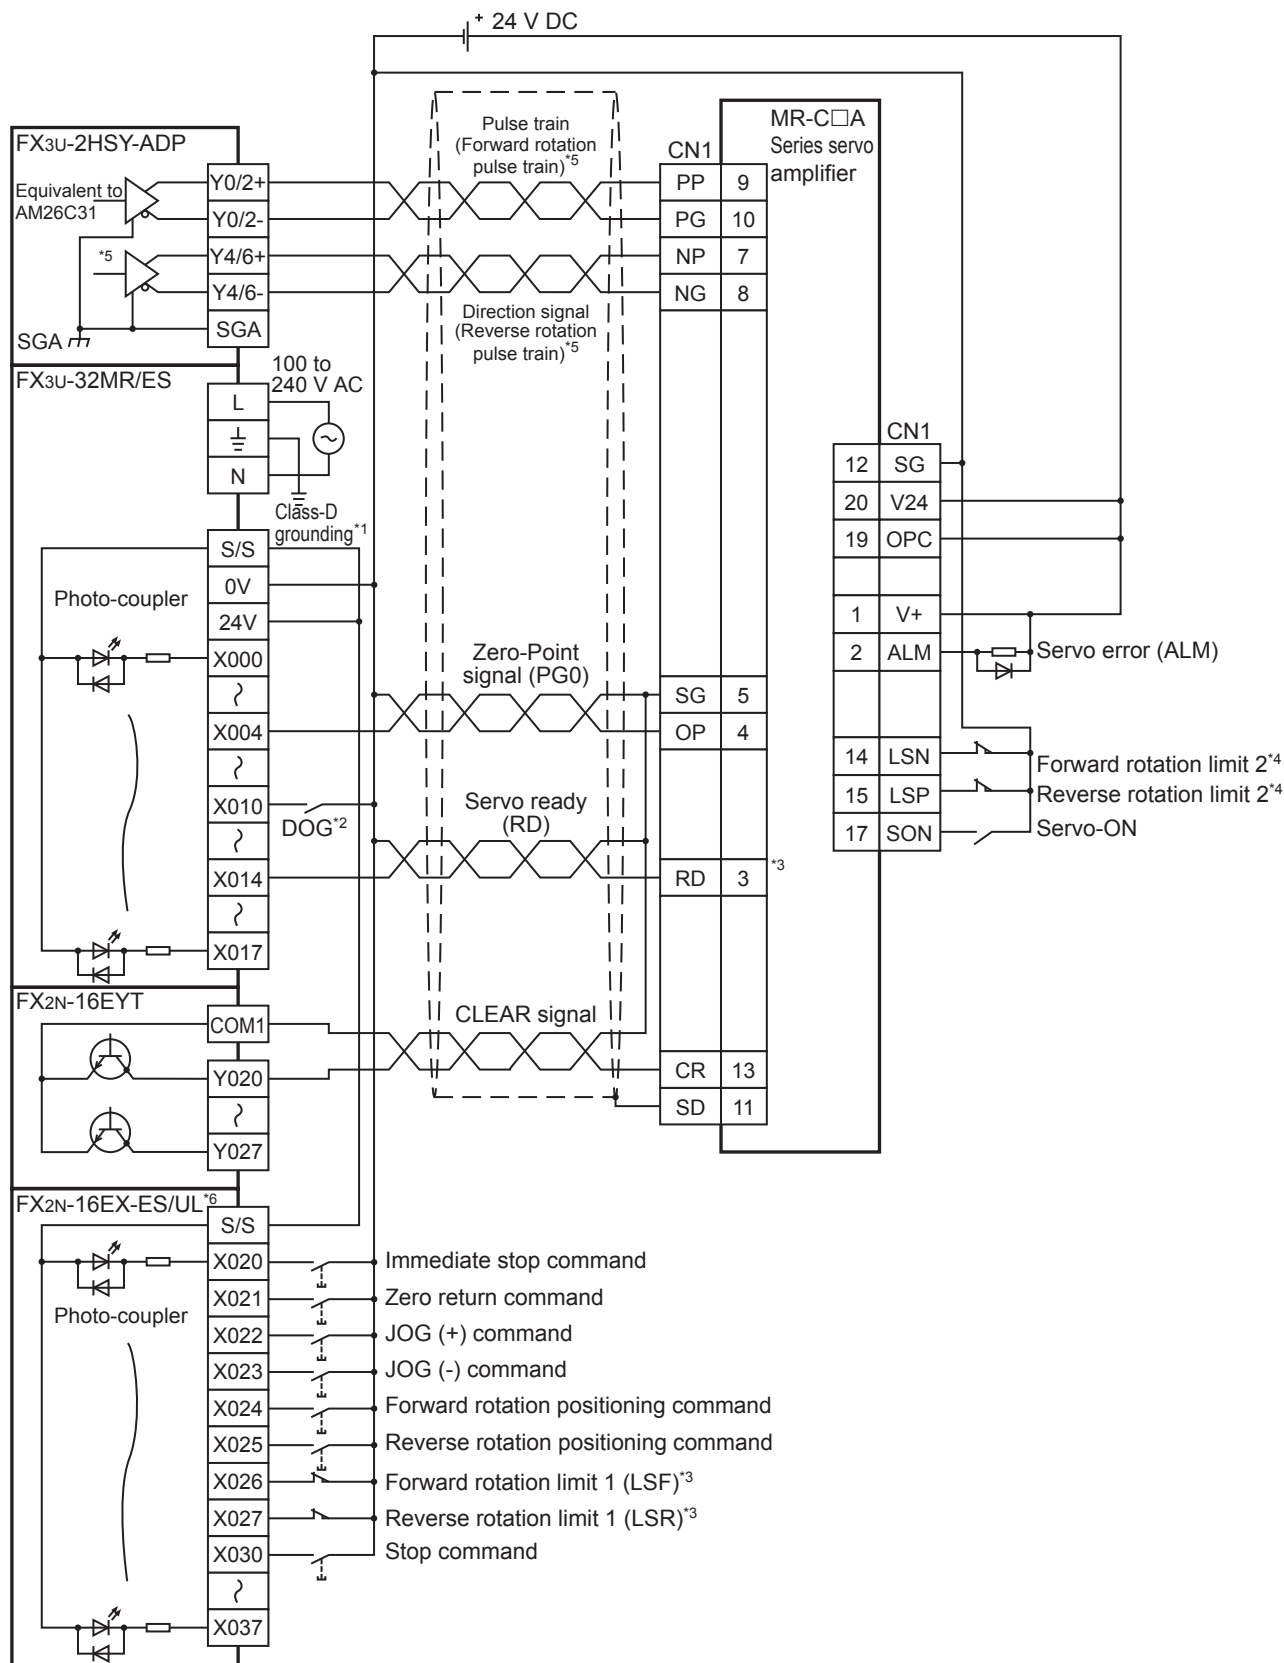 + 24 V DC
FX3U-2HSY-ADP
Equivalent to
AM26C31
*5
SGA
Y0/2+
Y0/2-
Y4/6+
Y4/6-
SGA
Pulse train
(Forward rotation
pulse train)*5
Direction signal
(Reverse rotation
pulse train)*5
CN1
PP 9
PG 10
NP 7
NG 8
MR-C□A
Series servo
amplifier
FX3U-32MR/ES
100 to
240 V AC
L
N
Class-D
grounding*1
S/S
0V
24V
Photo-coupler
X000
X004
X010
X014
X017
DOG*2
Zero-Point
signal (PG0)
SG 5
OP 4
Servo ready
(RD)
RD 3 *3
CLEAR signal
CR 13
SD 11
CN1
12 SG
20 V24
19 OPC
1 V+
2 ALM
Servo error (ALM)
14 LSN
Forward rotation limit 2*4
15 LSP
Reverse rotation limit 2*4
17 SON
Servo-ON
FX2N-16EYT
COM1
Y020
Y027
FX2N-16EX-ES/UL*6
S/S
Photo-coupler
X020 Immediate stop command
X021 Zero return command
X022 JOG (+) command
X023 JOG (-) command
X024 Forward rotation positioning command
X025 Reverse rotation positioning command
X026 Forward rotation limit 1 (LSF)*3
X027 Reverse rotation limit 1 (LSR)*3
X030 Stop command
X037